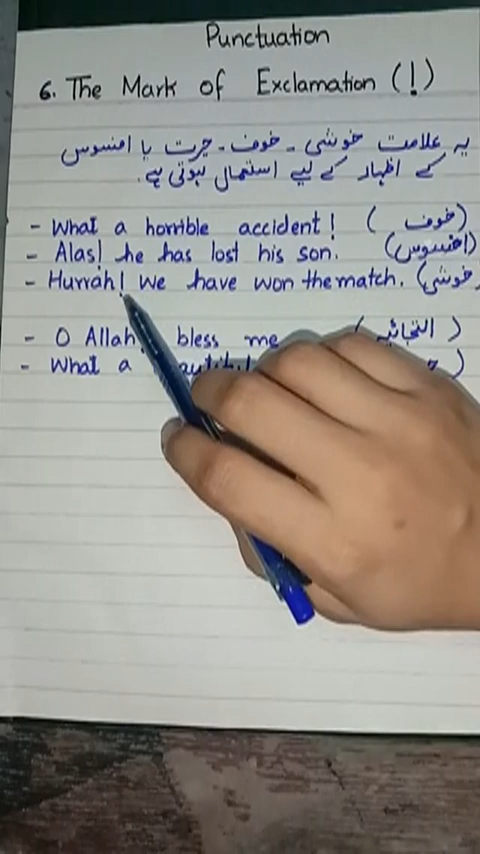 Punctuation
6. The Mark of Exclamation (!)
یہ علامت خوشی - خوف - حیرت یا افسوس
کے اظہار کے لیے استمال ہوتی ہے.
- What a horrible accident! (خوف)
- Alas! he has lost his son. (افسوس)
- Hurrah! We have won the match. (خوشی
- O Allah! bless me (التجائیہ)
- What a